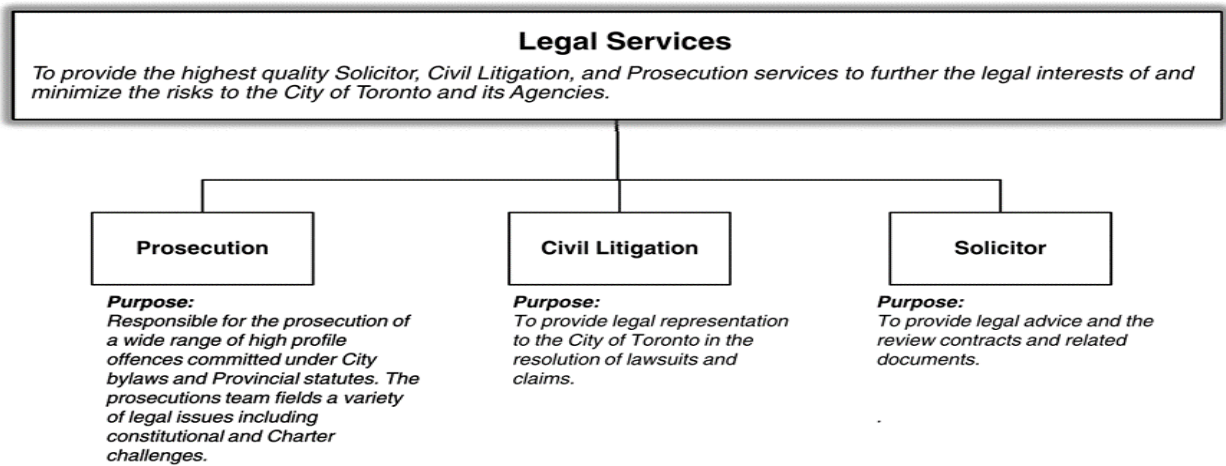 Legal Services
To provide the highest quality Solicitor, Civil Litigation, and Prosecution services to further the legal interests of and
minimize the risks to the City of Toronto and its Agencies.
Prosecution
Purpose:
Responsible for the prosecution of
a wide range of high profile
offences committed under City
bylaws and Provincial statutes. The
prosecutions team fields a variety
of legal issues including
constitutional and Charter
challenges.
Civil Litigation
Purpose:
To provide legal representation
to the City of Toronto in the
resolution of lawsuits and
claims.
Solicitor
Purpose:
To provide legal advice and the
review contracts and related
documents.
.